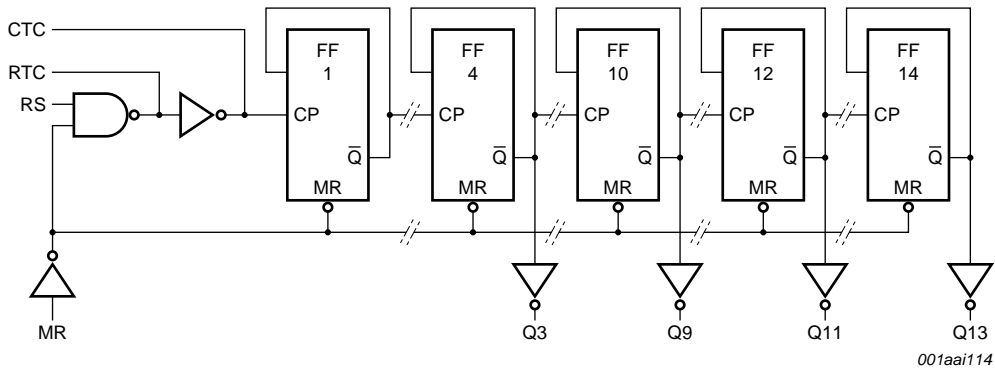 CTC
RTC
RS
FF
1
CP
Q̅
MR
FF
4
CP
Q̅
MR
FF
10
CP
Q̅
MR
FF
12
CP
Q̅
MR
FF
14
CP
Q̅
MR
MR
Q3
Q9
Q11
Q13
001aai114